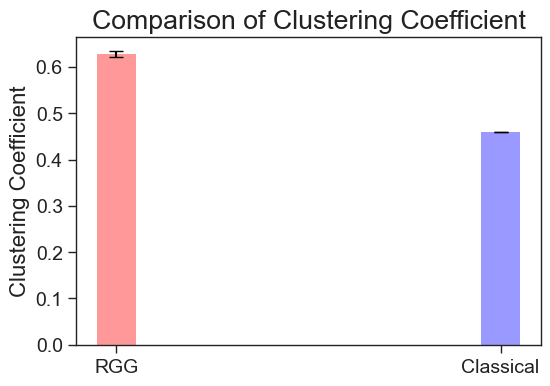 Comparison of Clustering Coefficient
Clustering Coefficient
0.6
0.5
0.4
0.3
0.2
0.1
0.0
RGG
Classical